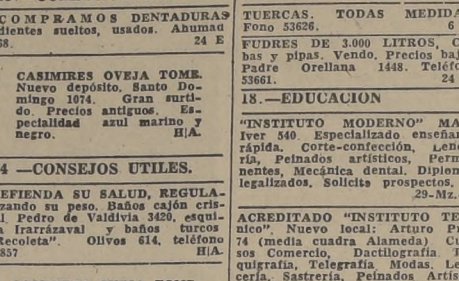 COMPRAMOS DENTADURAS
dientes sueltos, usados. Ahumad
68. 24 E
CASIMIRES OVEJA TOME.
Nuevo depósito. Santo Do-
mingo 1074. Gran surti-
do. Precios antiguos. Es-
pecialidad azul marino y
negro. H|A.
4 —CONSEJOS UTILES.
EFIENDA SU SALUD, REGULA-
zando su peso. Baños cajón cris-
l. Pedro de Valdivia 3420, esqui-
a Irarrázaval y baños turcos
Recoleta". Olivos 614, teléfono
857 H|A.
TUERCAS. TODAS MEDIDA
Fono 53626. 6
FUDRES DE 3.000 LITROS, C
bas y pipas. Vendo. Precios baj
Padre Orellana 1448. Teléfo
53661. 24
18.—EDUCACION
"INSTITUTO MODERNO" MA
Iver 540. Especializado enseñan
rápida. Corte-confección, Lenc
ría, Peinados artísticos, Perm
nentes, Mecánica dental. Diplom
legalizados. Solicite prospectos.
29-Mz.
ACREDITADO "INSTITUTO TE
nico". Nuevo local: Arturo Pr
74 (media cuadra Alameda) Cu
sos Comercio, Dactilografía T
quigrafía, Telegrafía Modas, Le
cería, Sastrería, Peinados Artís